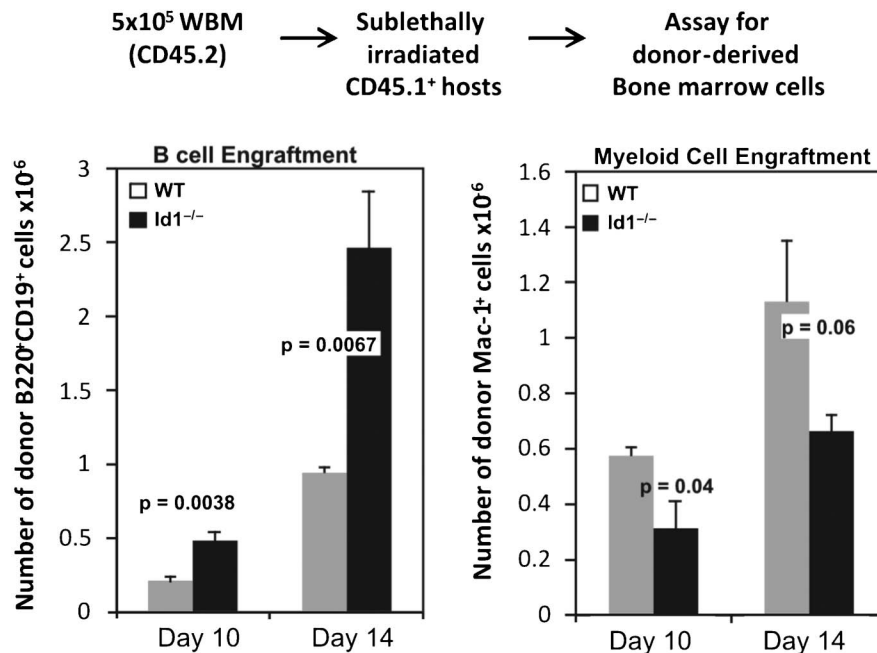 5x10⁵ WBM
(CD45.2)
Sublethally
irradiated
CD45.1⁺ hosts
Assay for
donor-derived
Bone marrow cells
B cell Engraftment
Number of donor B220⁺CD19⁺ cells x10⁻⁶
3
2.5
2
1.5
1
0.5
0
WT
Id1⁻/⁻
p = 0.0067
p = 0.0038
Day 10
Day 14
Myeloid Cell Engraftment
Number of donor Mac-1⁺ cells x10⁻⁶
1.6
1.4
1.2
1
0.8
0.6
0.4
0.2
0
WT
Id1⁻/⁻
p = 0.06
p = 0.04
Day 10
Day 14